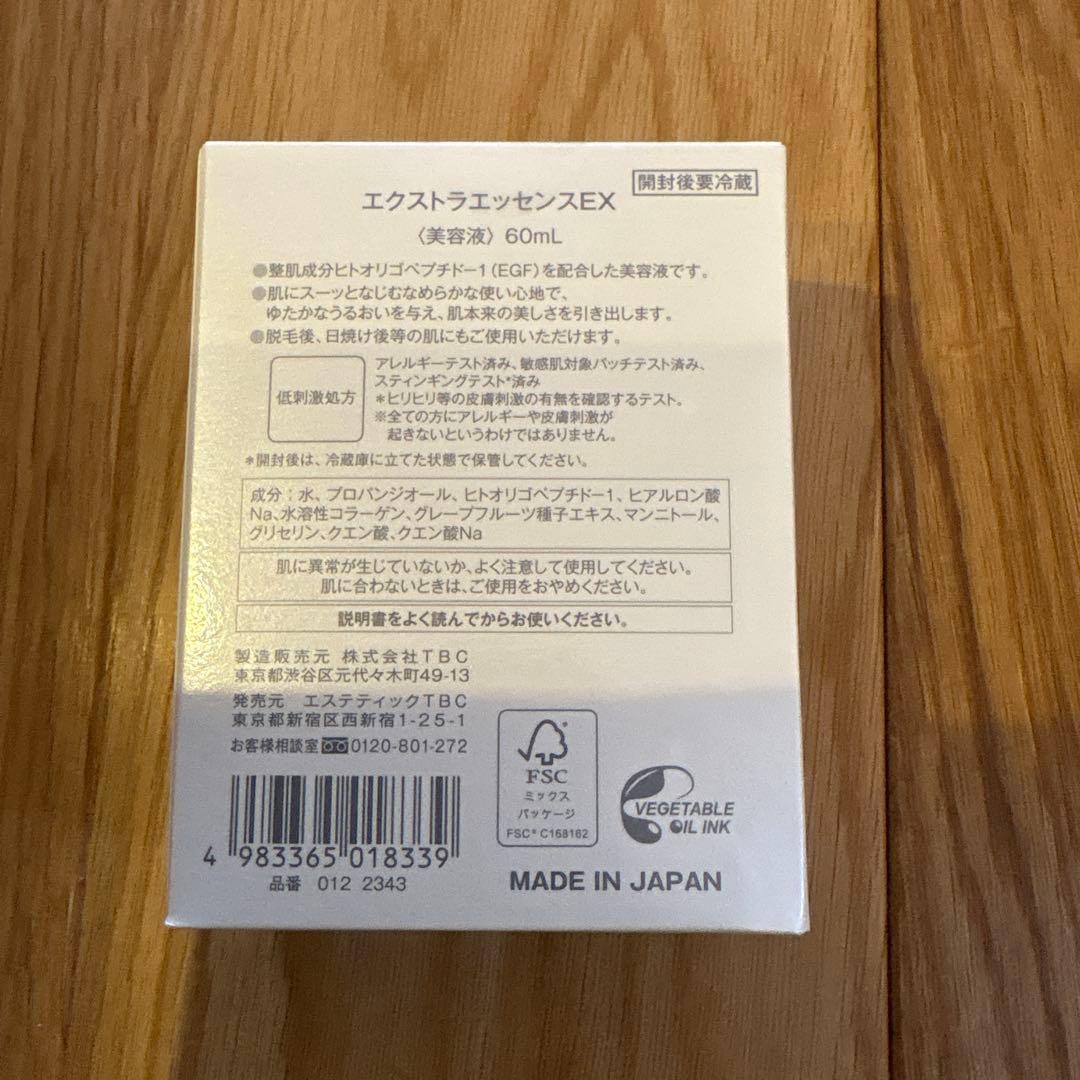 開封後要冷蔵
エクストラエッセンスEX
〈美容液〉 60mL
●整肌成分ヒトオリゴペプチド−1（EGF）を配合した美容液です。
●肌にスーッとなじむなめらかな使い心地で、
ゆたかなうるおいを与え、肌本来の美しさを引き出します。
●脱毛後、日焼け後等の肌にもご使用いただけます。
低刺激処方
アレルギーテスト済み、敏感肌対象パッチテスト済み、
スティンギングテスト*済み
*ヒリヒリ等の皮膚刺激の有無を確認するテスト。
※全ての方にアレルギーや皮膚刺激が
起きないというわけではありません。
*開封後は、冷蔵庫に立てた状態で保管してください。
成分：水、プロパンジオール、ヒトオリゴペプチド−1、ヒアルロン酸
Na、水溶性コラーゲン、グレープフルーツ種子エキス、マンニトール、
グリセリン、クエン酸、クエン酸Na
肌に異常が生じていないか、よく注意して使用してください。
肌に合わないときは、ご使用をおやめください。
説明書をよく読んでからお使いください。
製造販売元 株式会社TBC
東京都渋谷区元代々木町49-13
発売元 エステティックTBC
東京都新宿区西新宿1-25-1
お客様相談室 0120-801-272
FSC
ミックス
パッケージ
FSC® C168162
VEGETABLE
OIL INK
4 983365 018339
品番 012 2343
MADE IN JAPAN